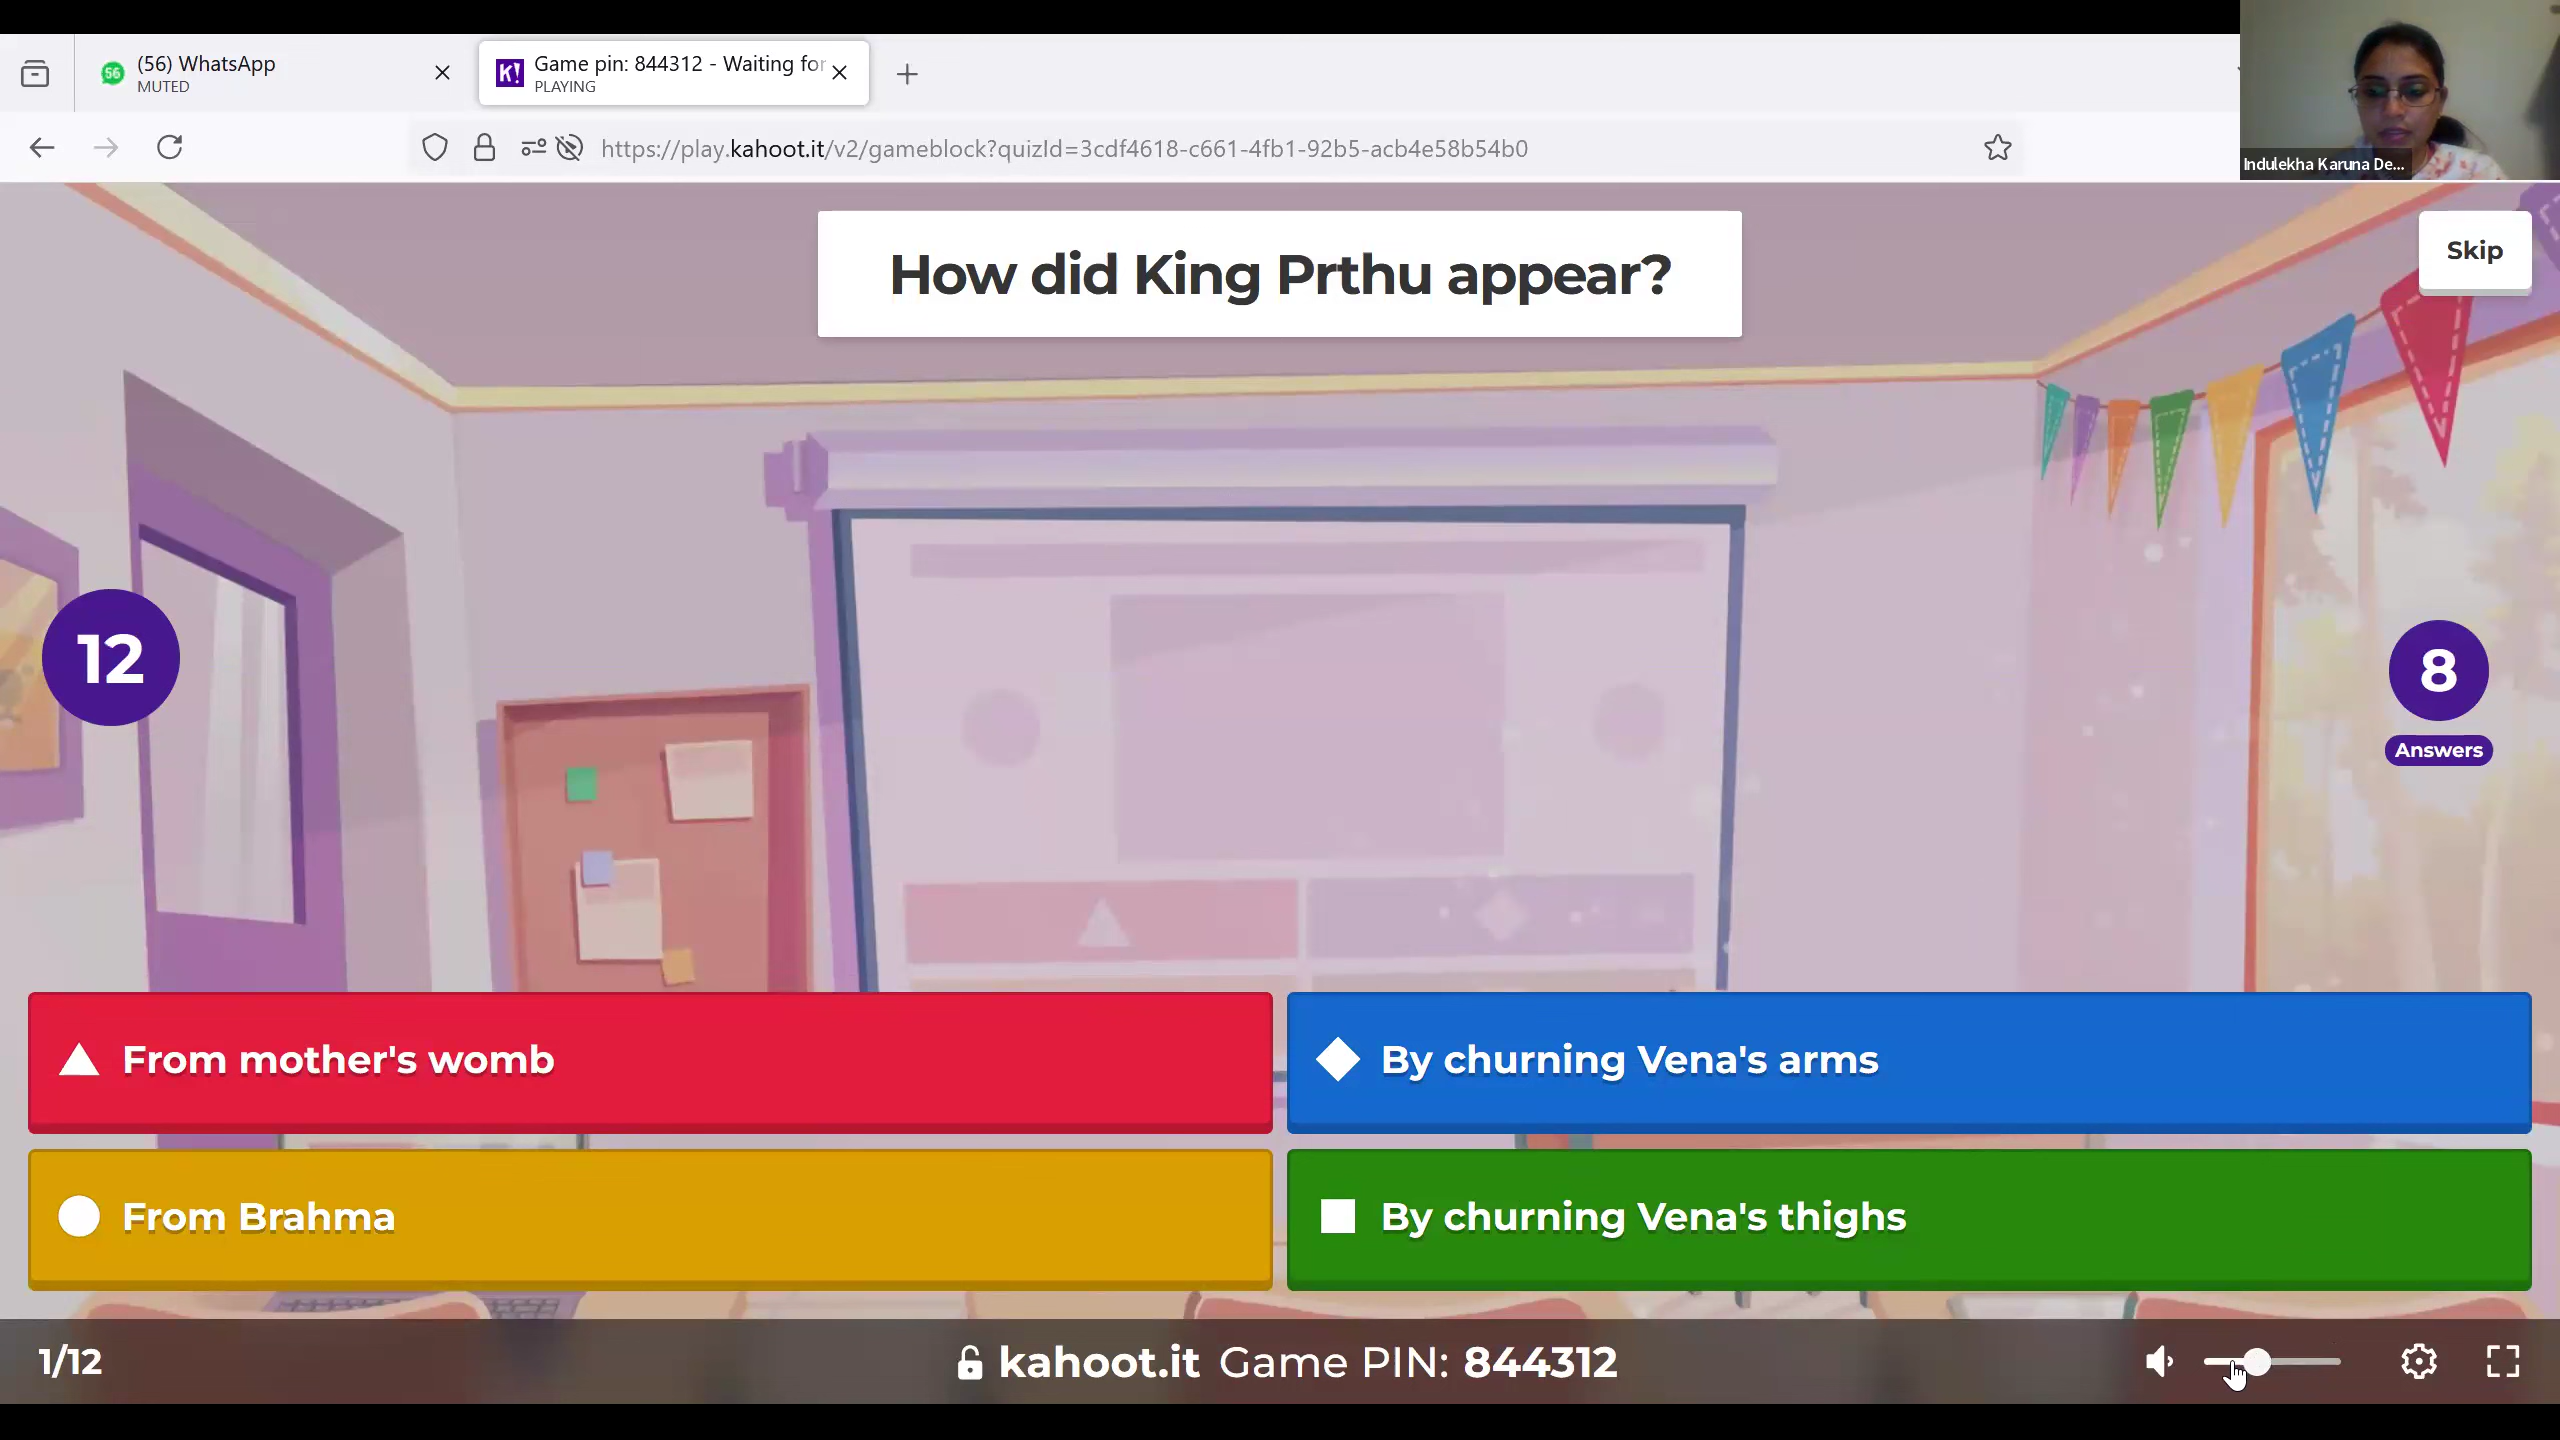 (56) WhatsApp
MUTED
56
Game pin: 844312 - Waiting for
PLAYING
K!
https://play.kahoot.it/v2/gameblock?quizId=3cdf4618-c661-4fb1-92b5-acb4e58b54b0
Indulekha Karuna De...
How did King Prthu appear?
Skip
12
8
Answers
From mother's womb
By churning Vena's arms
From Brahma
By churning Vena's thighs
1/12
kahoot.it Game PIN: 844312